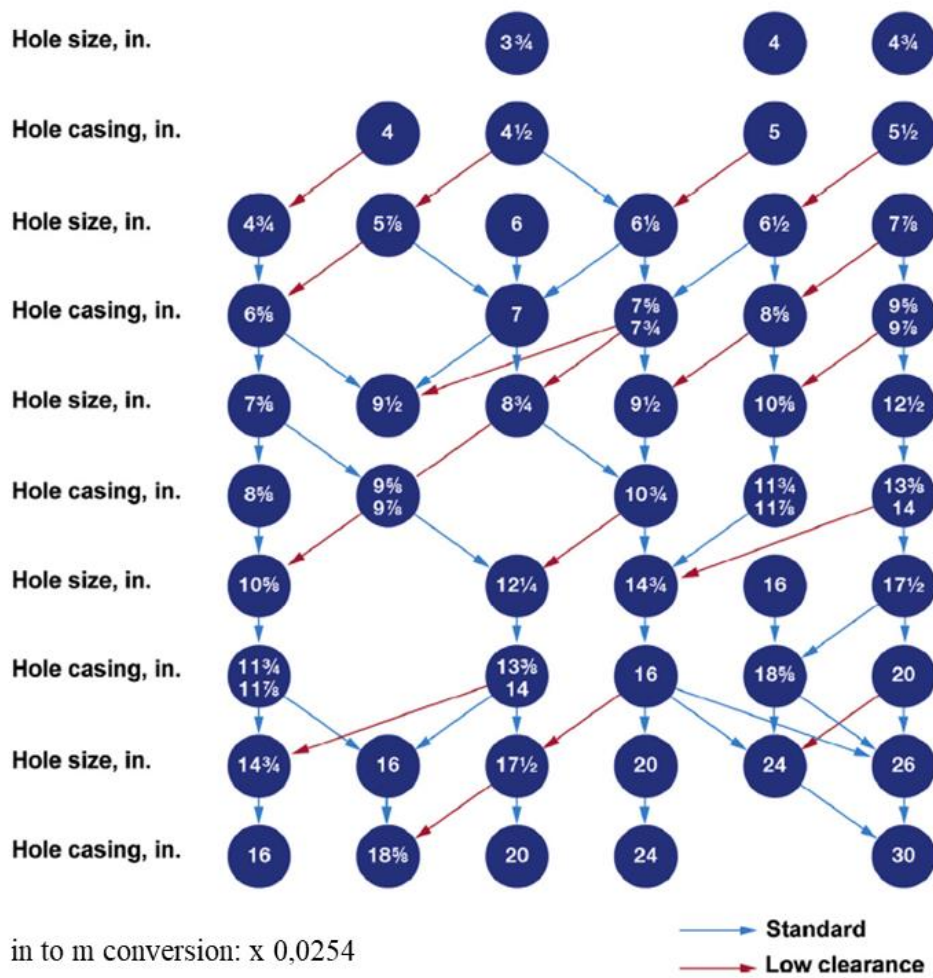 Hole size, in. 3¾ 4 4¾
Hole casing, in. 4 4½ 5 5½
Hole size, in. 4¾ 5⅞ 6 6⅛ 6½ 7⅞
Hole casing, in. 6⅝ 7 7⅝ 7¾ 8⅝ 9⅝ 9⅞
Hole size, in. 7⅜ 9½ 8¾ 9½ 10⅝ 12½
Hole casing, in. 8⅝ 9⅝ 9⅞ 10¾ 11¾ 11⅞ 13⅜ 14
Hole size, in. 10⅝ 12¼ 14¾ 16 17½
Hole casing, in. 11¾ 11⅞ 13⅜ 14 16 18⅝ 20
Hole size, in. 14¾ 16 17½ 20 24 26
Hole casing, in. 16 18⅝ 20 24 30
in to m conversion: x 0,0254
Standard
Low clearance